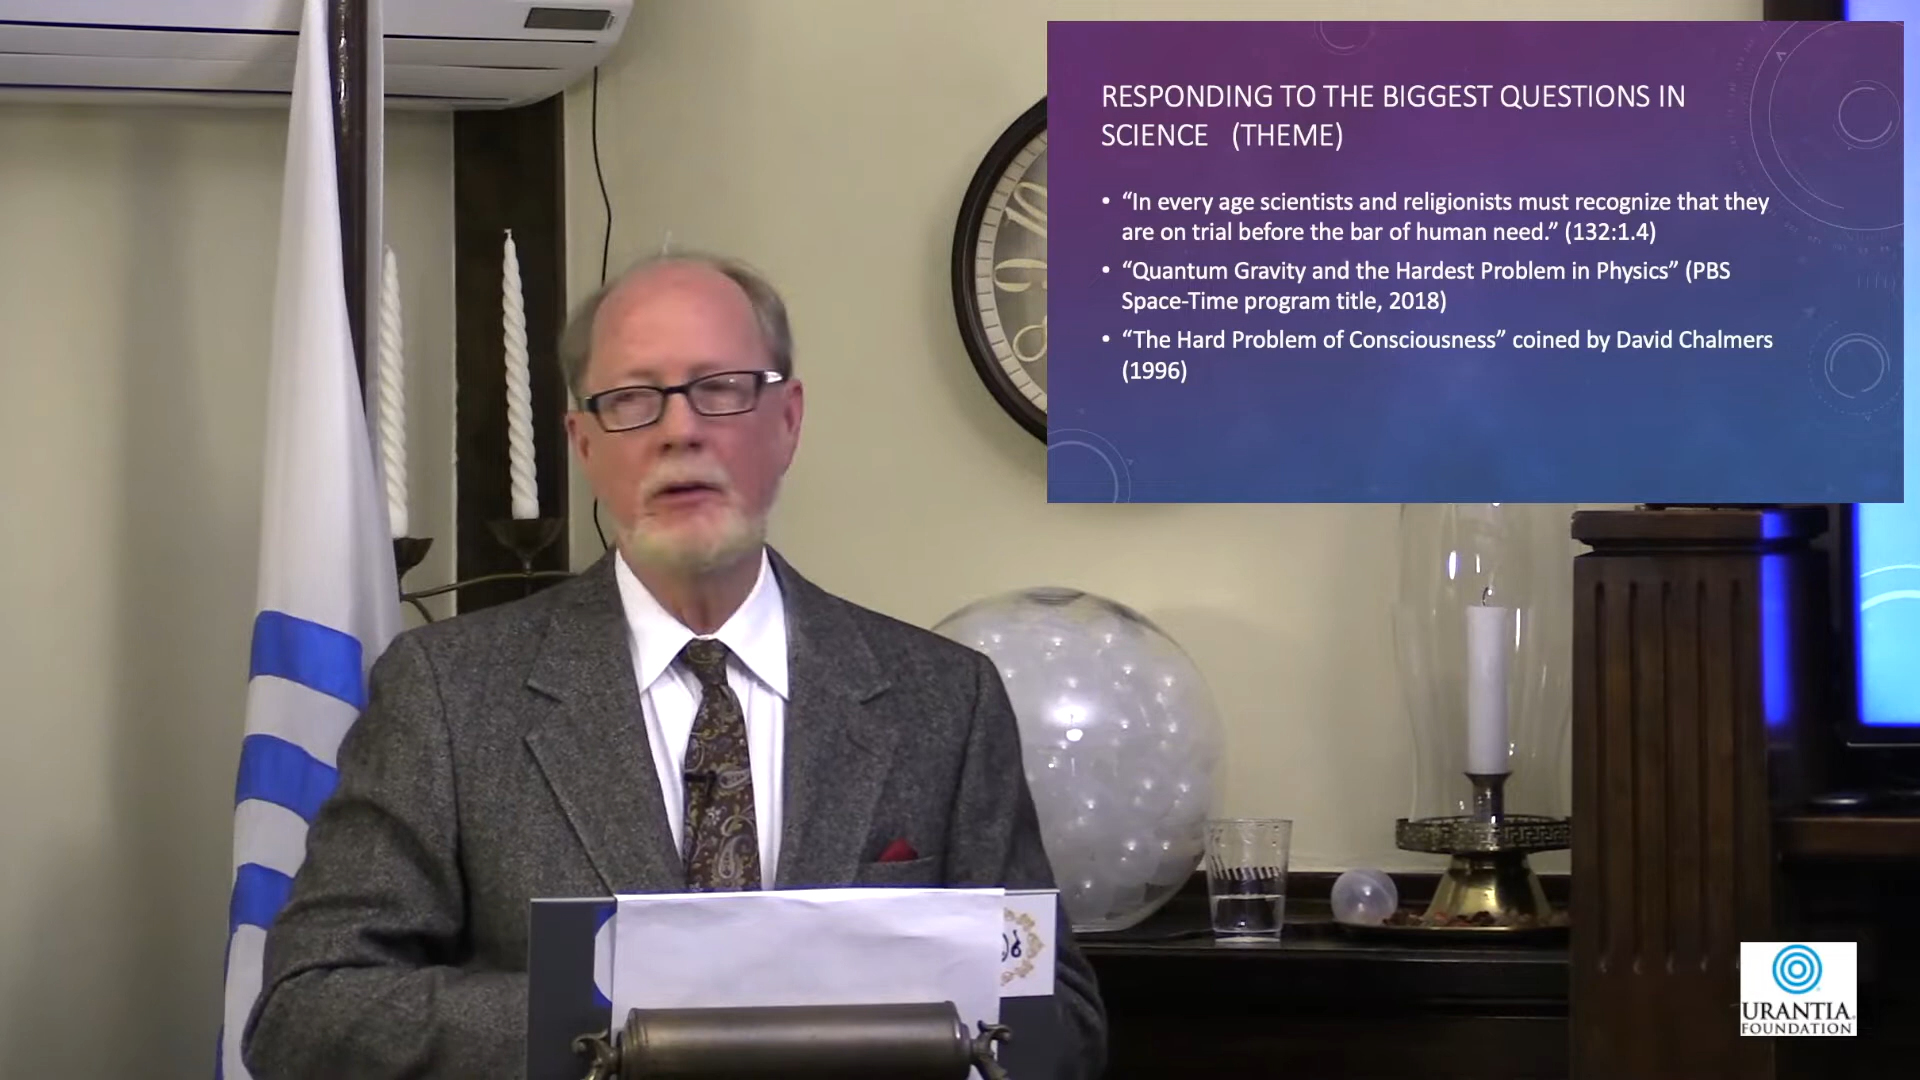 RESPONDING TO THE BIGGEST QUESTIONS IN
SCIENCE (THEME)
• “In every age scientists and religionists must recognize that they
are on trial before the bar of human need.” (132:1.4)
• “Quantum Gravity and the Hardest Problem in Physics” (PBS
Space-Time program title, 2018)
• “The Hard Problem of Consciousness” coined by David Chalmers
(1996)
10
9
URANTIA
FOUNDATION